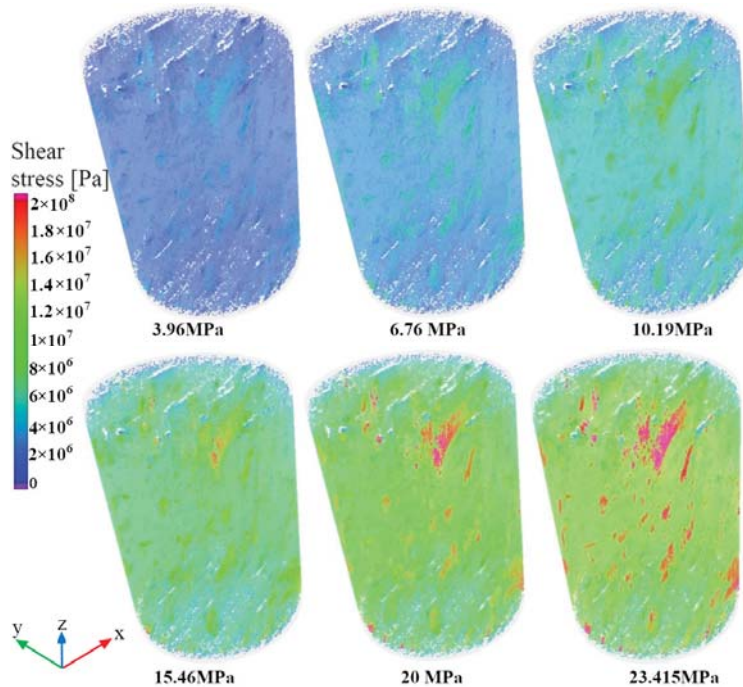 3.96MPa
6.76 MPa
10.19MPa
Shear
stress [Pa]
2×10⁸
1.8×10⁷
1.6×10⁷
1.4×10⁷
1.2×10⁷
1×10⁷
8×10⁶
6×10⁶
4×10⁶
2×10⁶
0
y
z
x
15.46MPa
20 MPa
23.415MPa